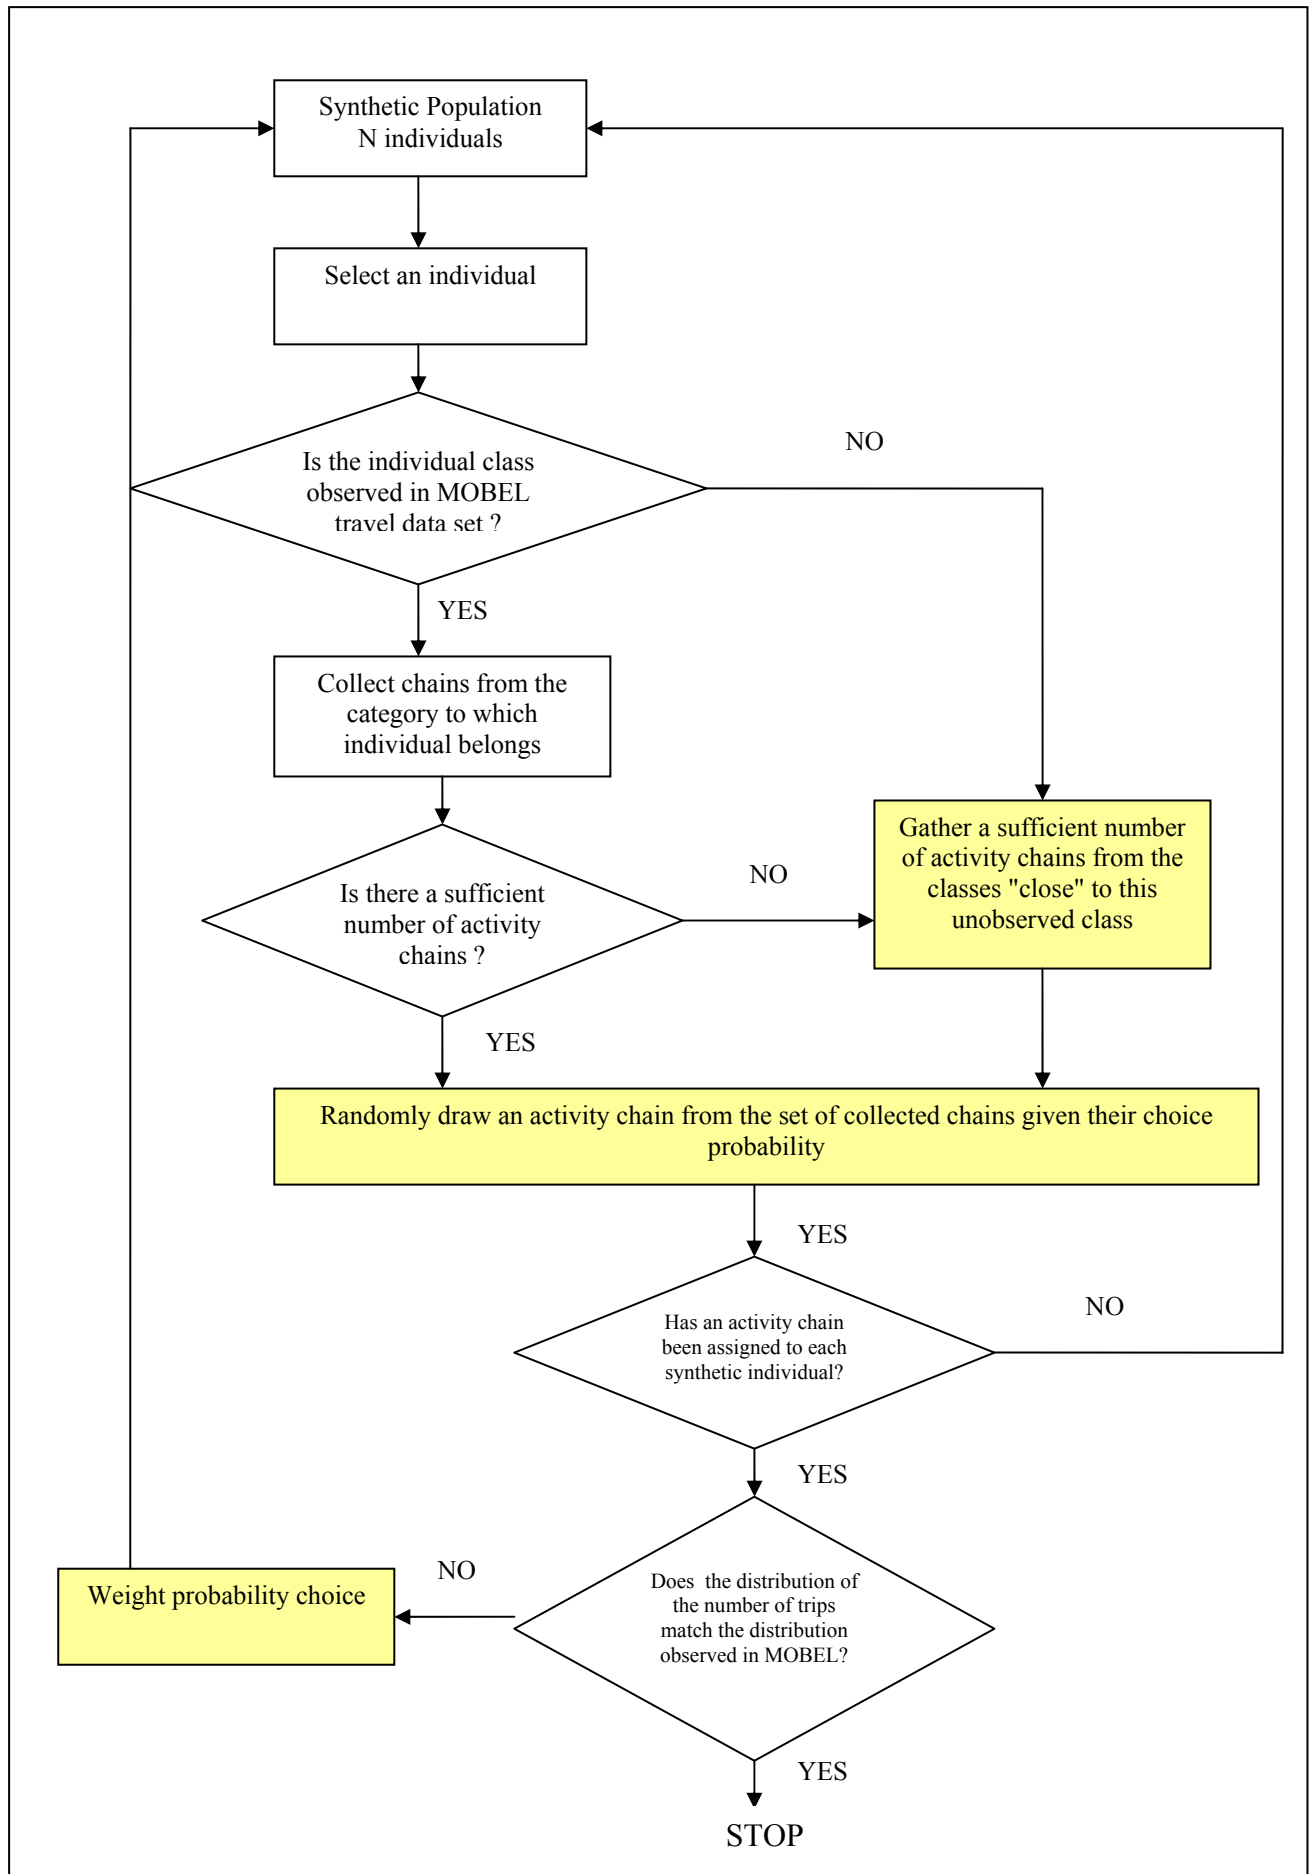 Synthetic Population
N individuals
Select an individual
NO
Is the individual class
observed in MOBEL
travel data set ?
YES
Collect chains from the
category to which
individual belongs
Gather a sufficient number
of activity chains from the
classes "close" to this
unobserved class
NO
Is there a sufficient
number of activity
chains ?
YES
Randomly draw an activity chain from the set of collected chains given their choice
probability
YES
NO
Has an activity chain
been assigned to each
synthetic individual?
YES
NO
Weight probability choice
Does the distribution of
the number of trips
match the distribution
observed in MOBEL?
YES
STOP